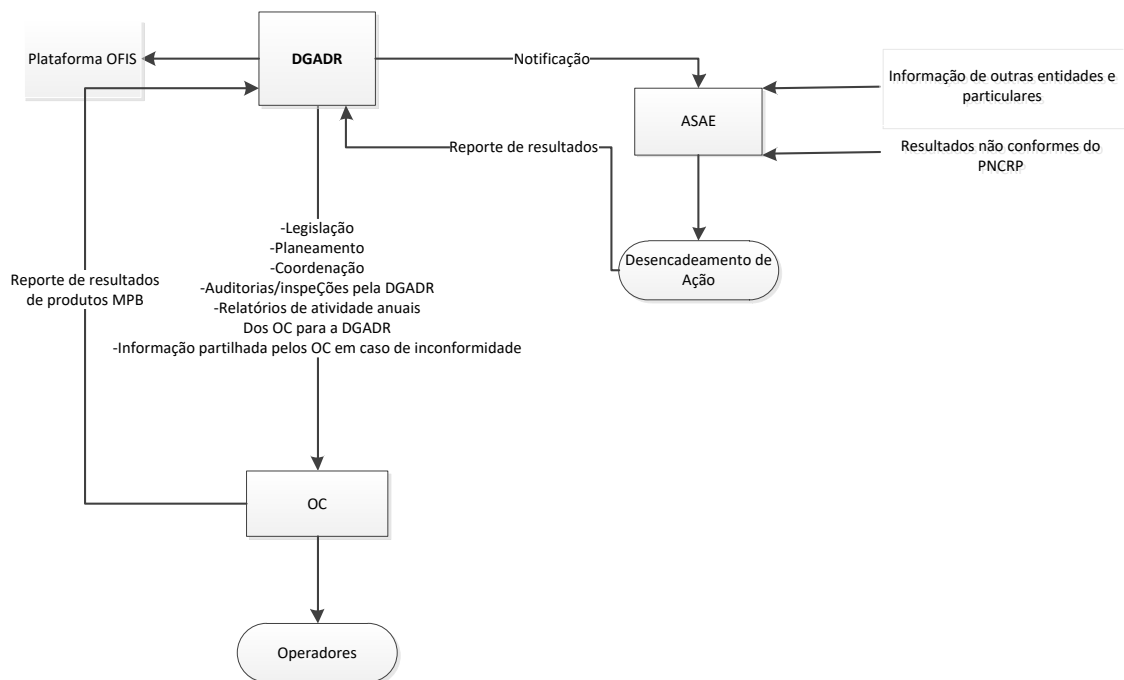 Plataforma OFIS
DGADR
Notificação
Informação de outras entidades e
particulares
ASAE
Reporte de resultados
Resultados não conformes do
PNCRP
-Legislação
-Planeamento
-Coordenação
-Auditorias/inspeÇões pela DGADR
-Relatórios de atividade anuais
Dos OC para a DGADR
-Informação partilhada pelos OC em caso de inconformidade
Desencadeamento de
Ação
Reporte de resultados
de produtos MPB
OC
Operadores